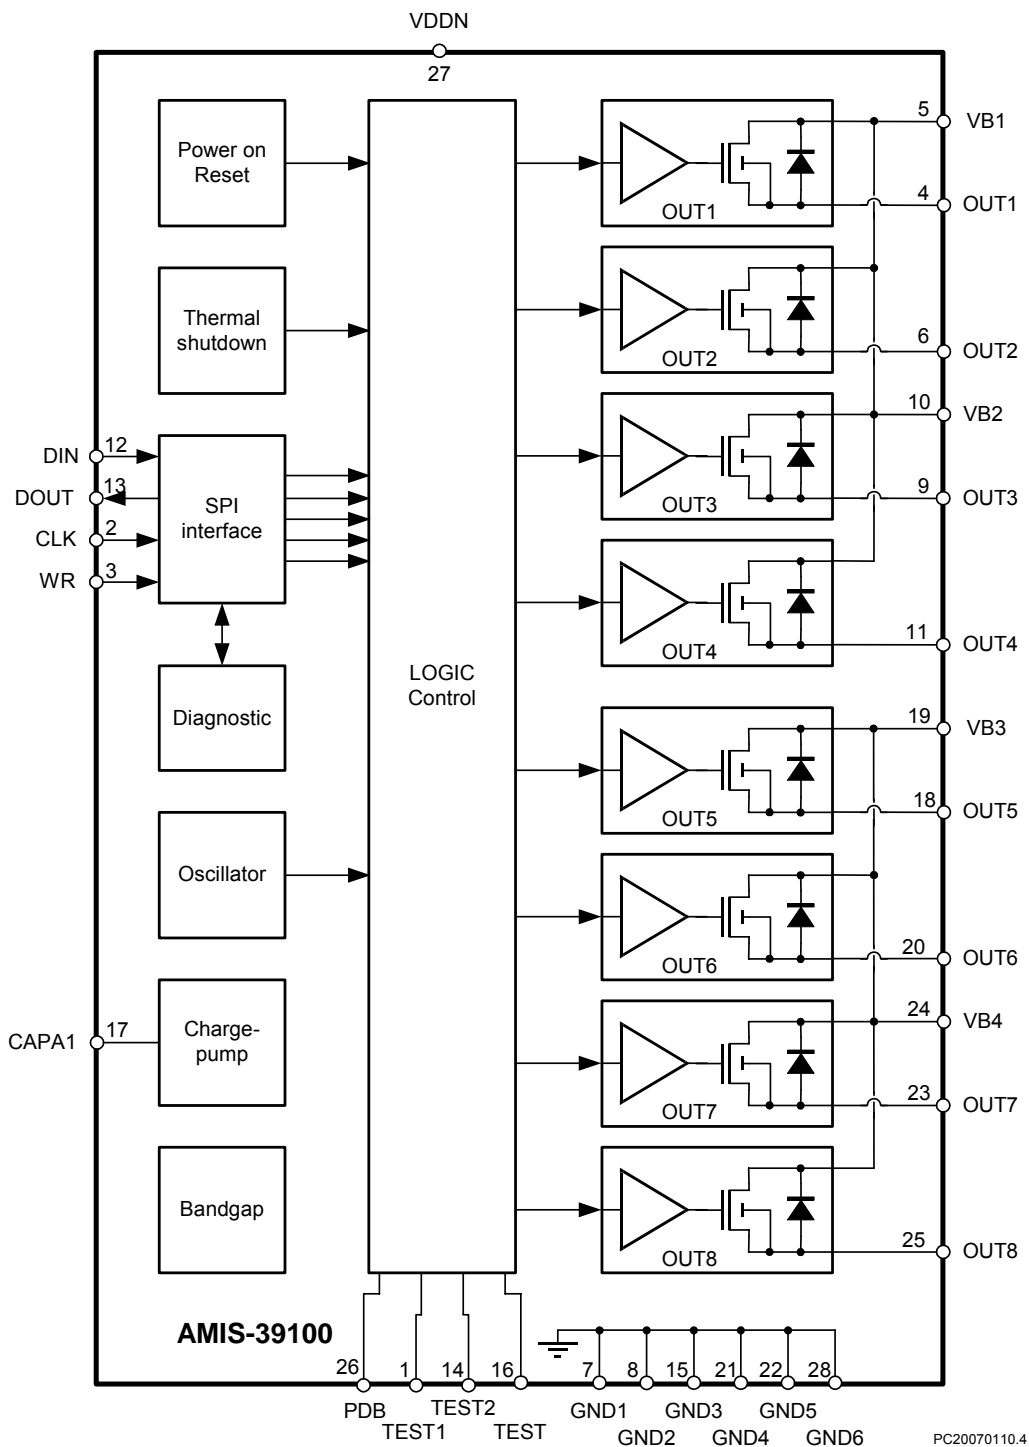 VDDN
27
Power on
Reset
Thermal
shutdown
DIN
12
DOUT
13
CLK
2
WR
3
SPI
interface
Diagnostic
Oscillator
CAPA1
17
Charge-
pump
Bandgap
LOGIC
Control
OUT1
5
VB1
4
OUT1
OUT2
6
OUT2
10
VB2
OUT3
9
OUT3
OUT4
11
OUT4
19
VB3
OUT5
18
OUT5
OUT6
20
OUT6
24
VB4
OUT7
23
OUT7
OUT8
25
OUT8
AMIS-39100
26
1
14
16
7
8
15
21
22
28
PDB
TEST1
TEST2
TEST
GND1
GND2
GND3
GND4
GND5
GND6
PC20070110.4